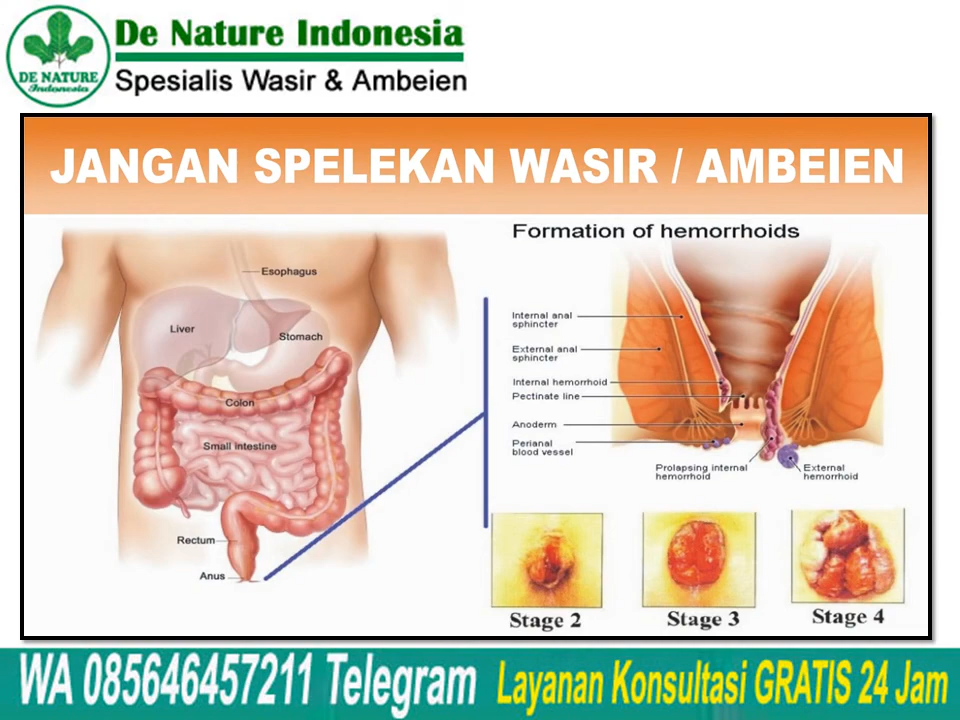 DE NATURE
Indonesia
De Nature Indonesia
Spesialis Wasir & Ambeien
JANGAN SPELEKAN WASIR / AMBEIEN
Esophagus
Liver
Stomach
Colon
Small intestine
Rectum
Anus
Formation of hemorrhoids
Internal anal
sphincter
External anal
sphincter
Internal hemorrhoid
Pectinate line
Anoderm
Perianal
blood vessel
Prolapsing internal
hemorrhoid
External
hemorrhoid
Stage 2
Stage 3
Stage 4
WA 085646457211 Telegram
Layanan Konsultasi GRATIS 24 Jam